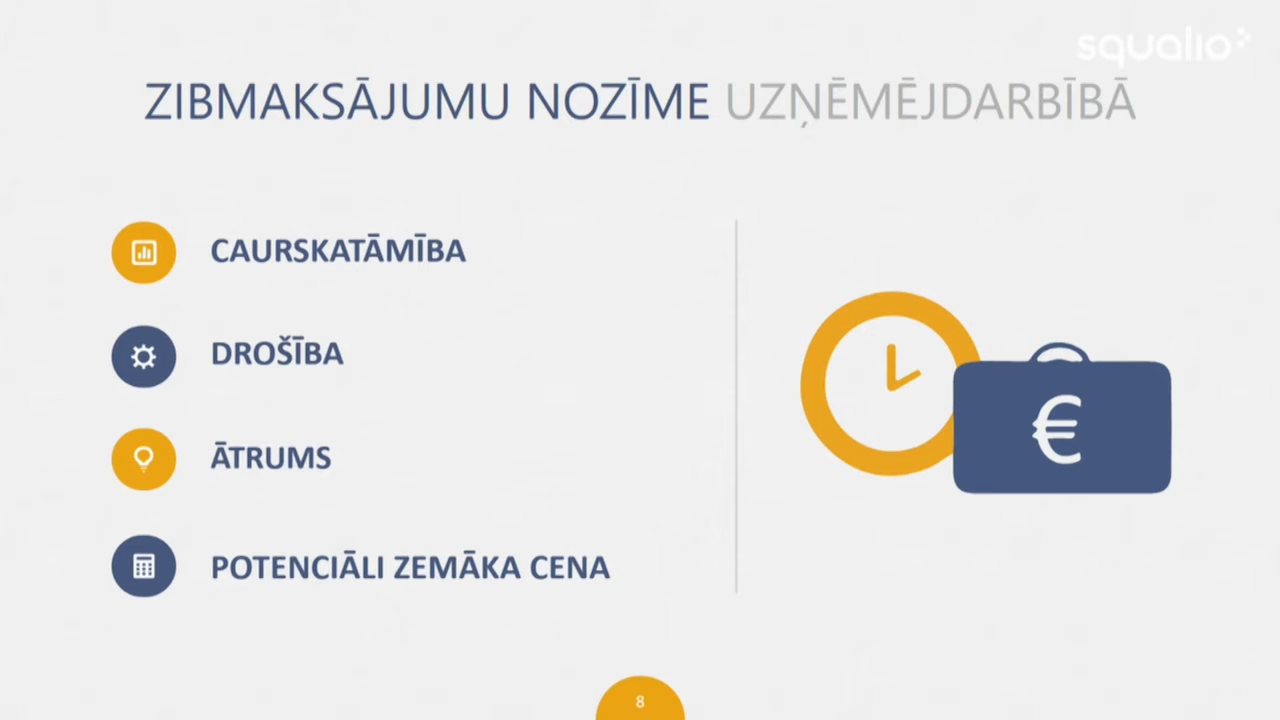 squalio
ZIBMAKSĀJUMU NOZĪME UZŅĒMĒJDARBĪBĀ
CAURSKATĀMĪBA
DROŠĪBA
ĀTRUMS
POTENCIĀLI ZEMĀKA CENA
€
8